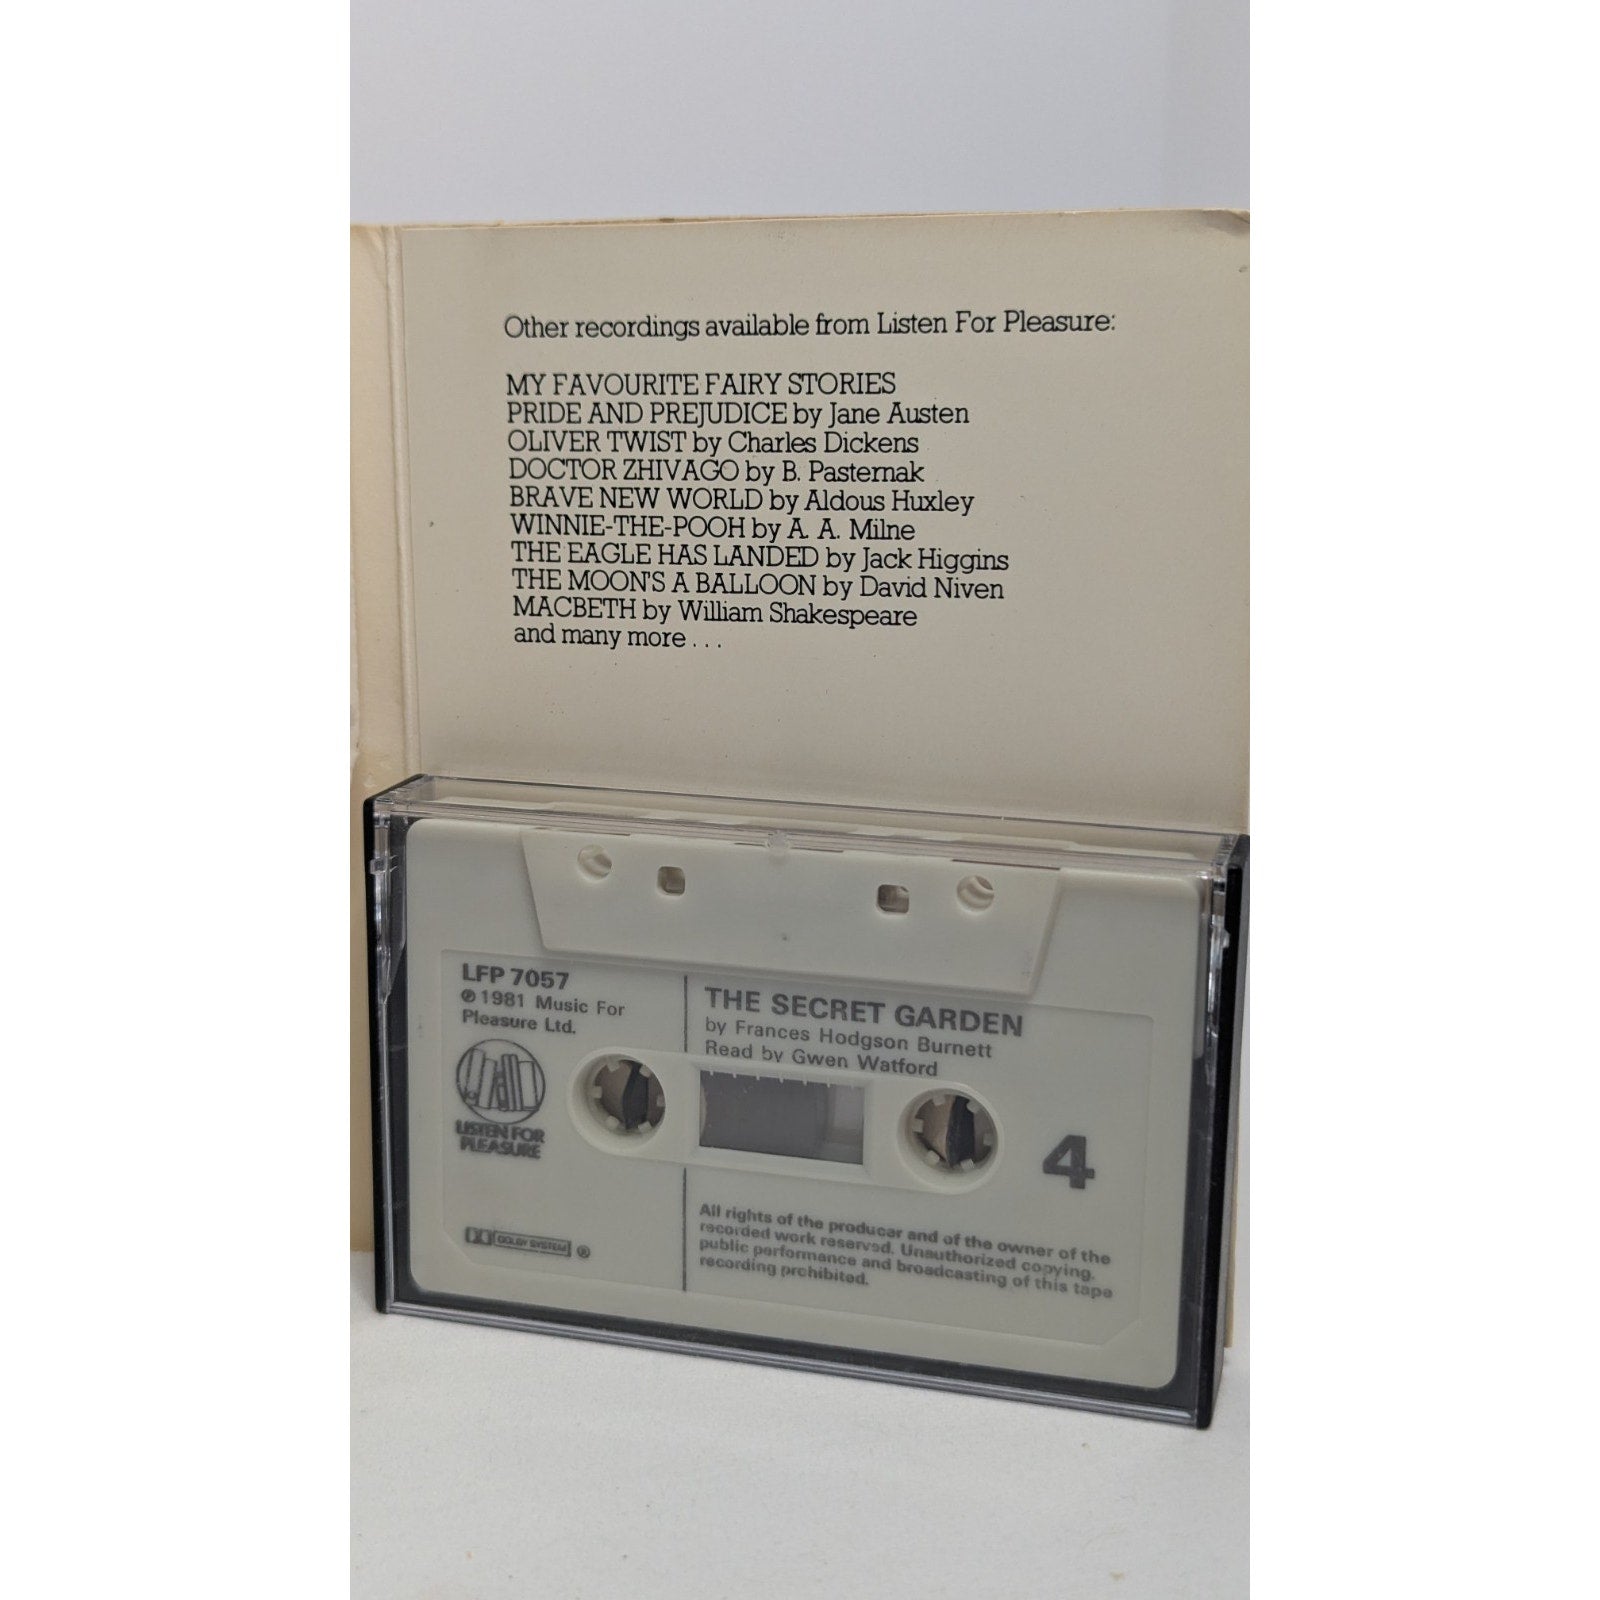 Other recordings available from Listen For Pleasure:
MY FAVOURITE FAIRY STORIES
PRIDE AND PREJUDICE by Jane Austen
OLIVER TWIST by Charles Dickens
DOCTOR ZHIVAGO by B. Pasternak
BRAVE NEW WORLD by Aldous Huxley
WINNIE-THE-POOH by A. A. Milne
THE EAGLE HAS LANDED by Jack Higgins
THE MOON'S A BALLOON by David Niven
MACBETH by William Shakespeare
and many more . . .
LFP 7057
℗ 1981 Music For
Pleasure Ltd.
LISTEN FOR
PLEASURE
DOLBY SYSTEM ®
THE SECRET GARDEN
by Frances Hodgson Burnett
Read by Gwen Watford
4
All rights of the producer and of the owner of the
recorded work reserved. Unauthorized copying,
public performance and broadcasting of this tape
recording prohibited.